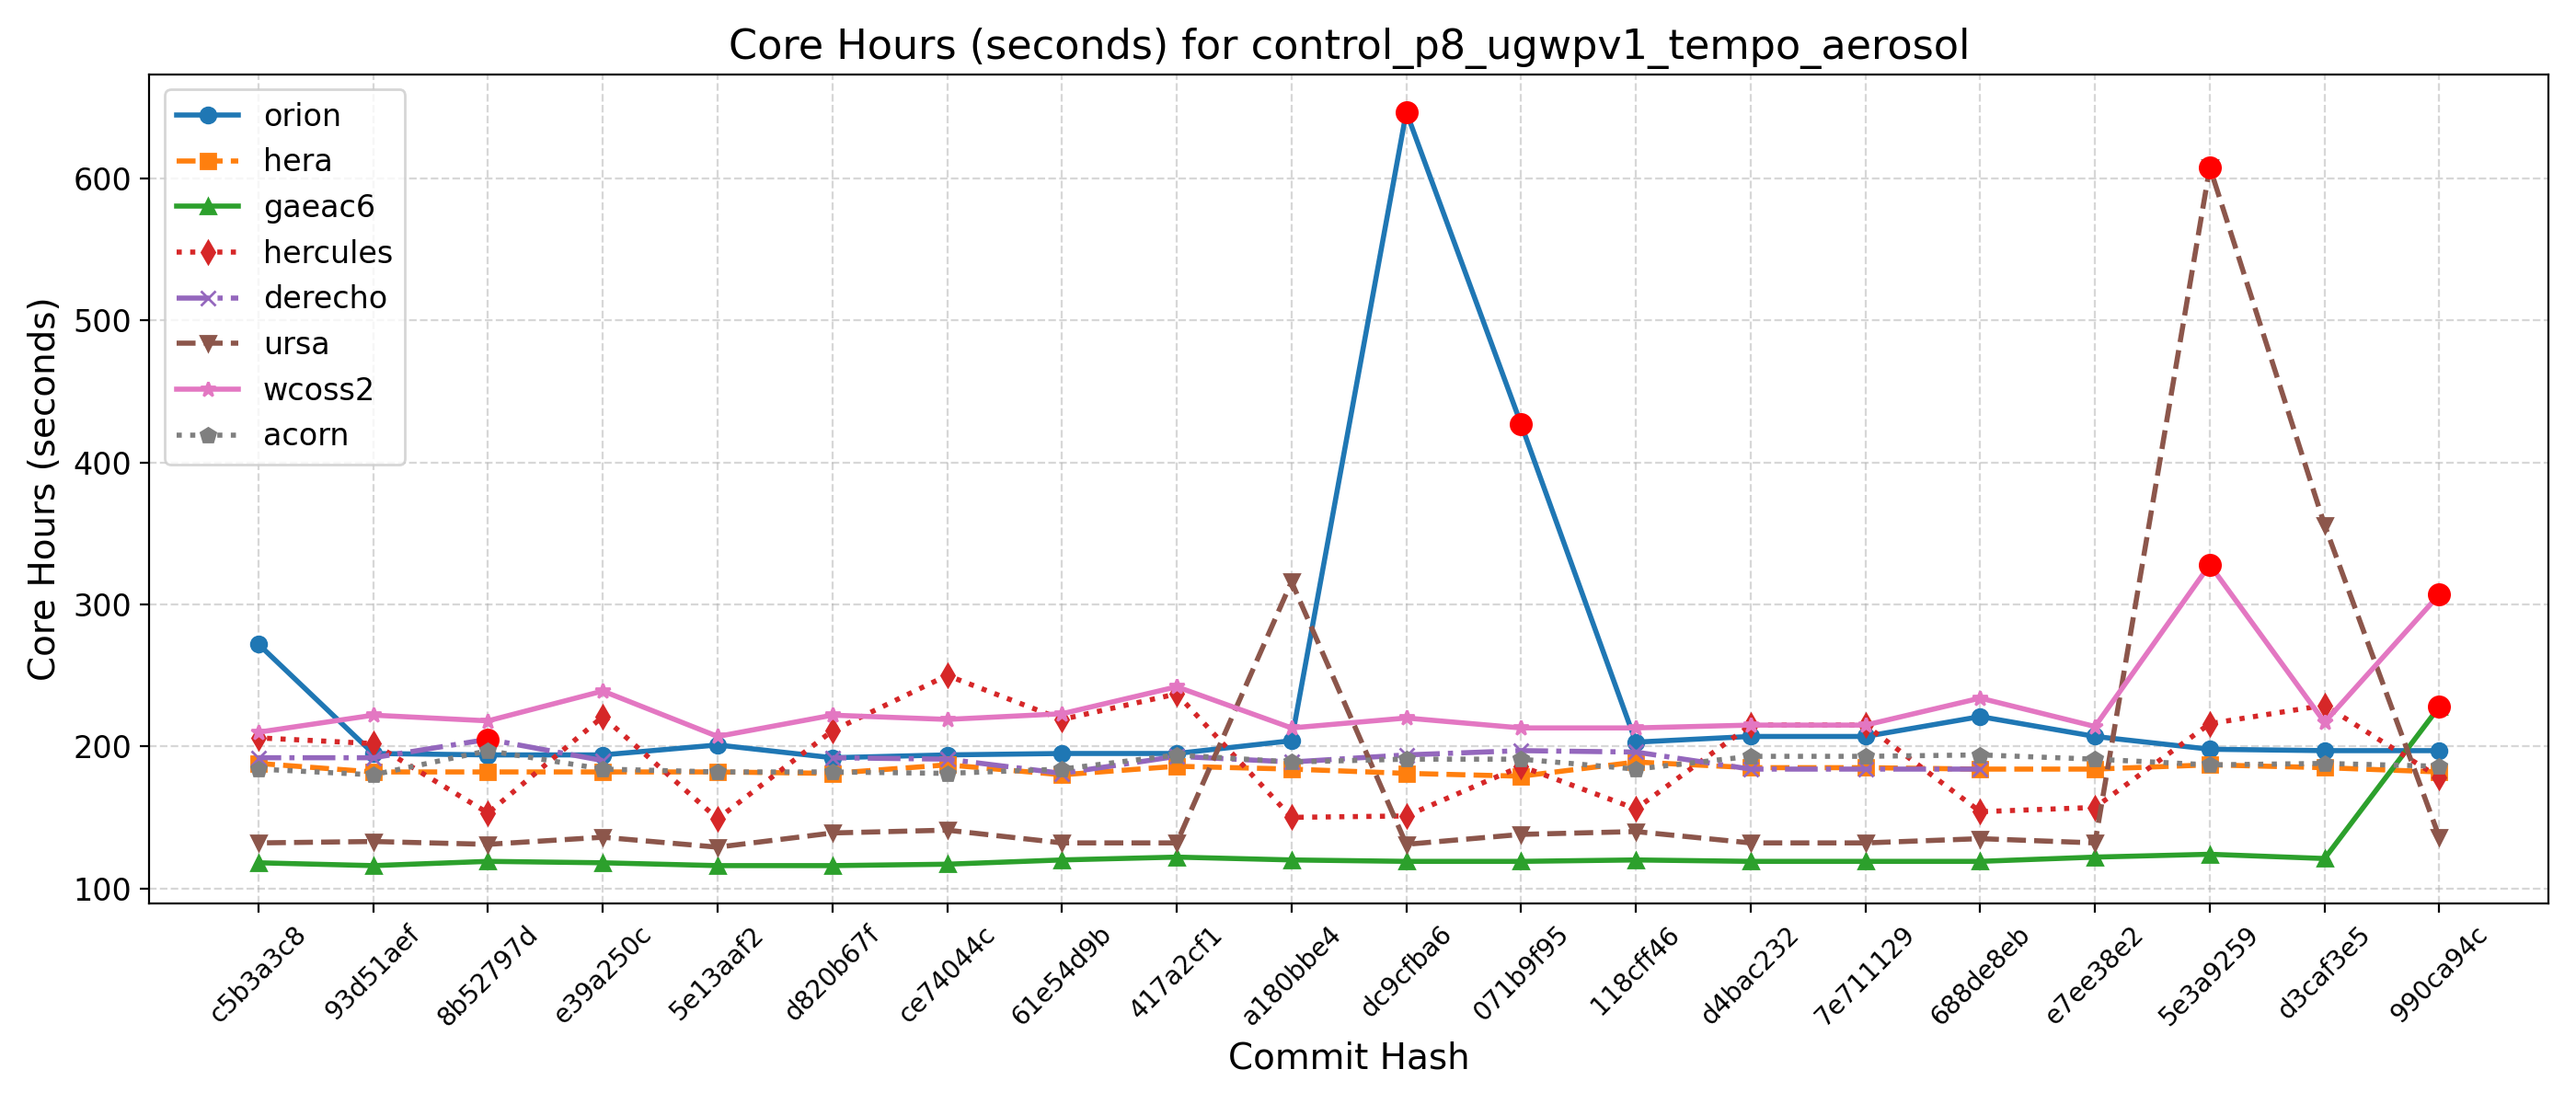 Core Hours (seconds) for control_p8_ugwpv1_tempo_aerosol
orion
hera
gaeac6
hercules
derecho
ursa
wcoss2
acorn
Core Hours (seconds)
600
500
400
300
200
100
c5b3a3c8
93d51aef
8b52797d
e39a250c
5e13aaf2
d820b67f
ce74044c
61e54d9b
417a2cf1
a180bbe4
dc9cfba6
071b9f95
118cff46
d4bac232
7e711129
688de8eb
e7ee38e2
5e3a9259
d3caf3e5
990ca94c
Commit Hash